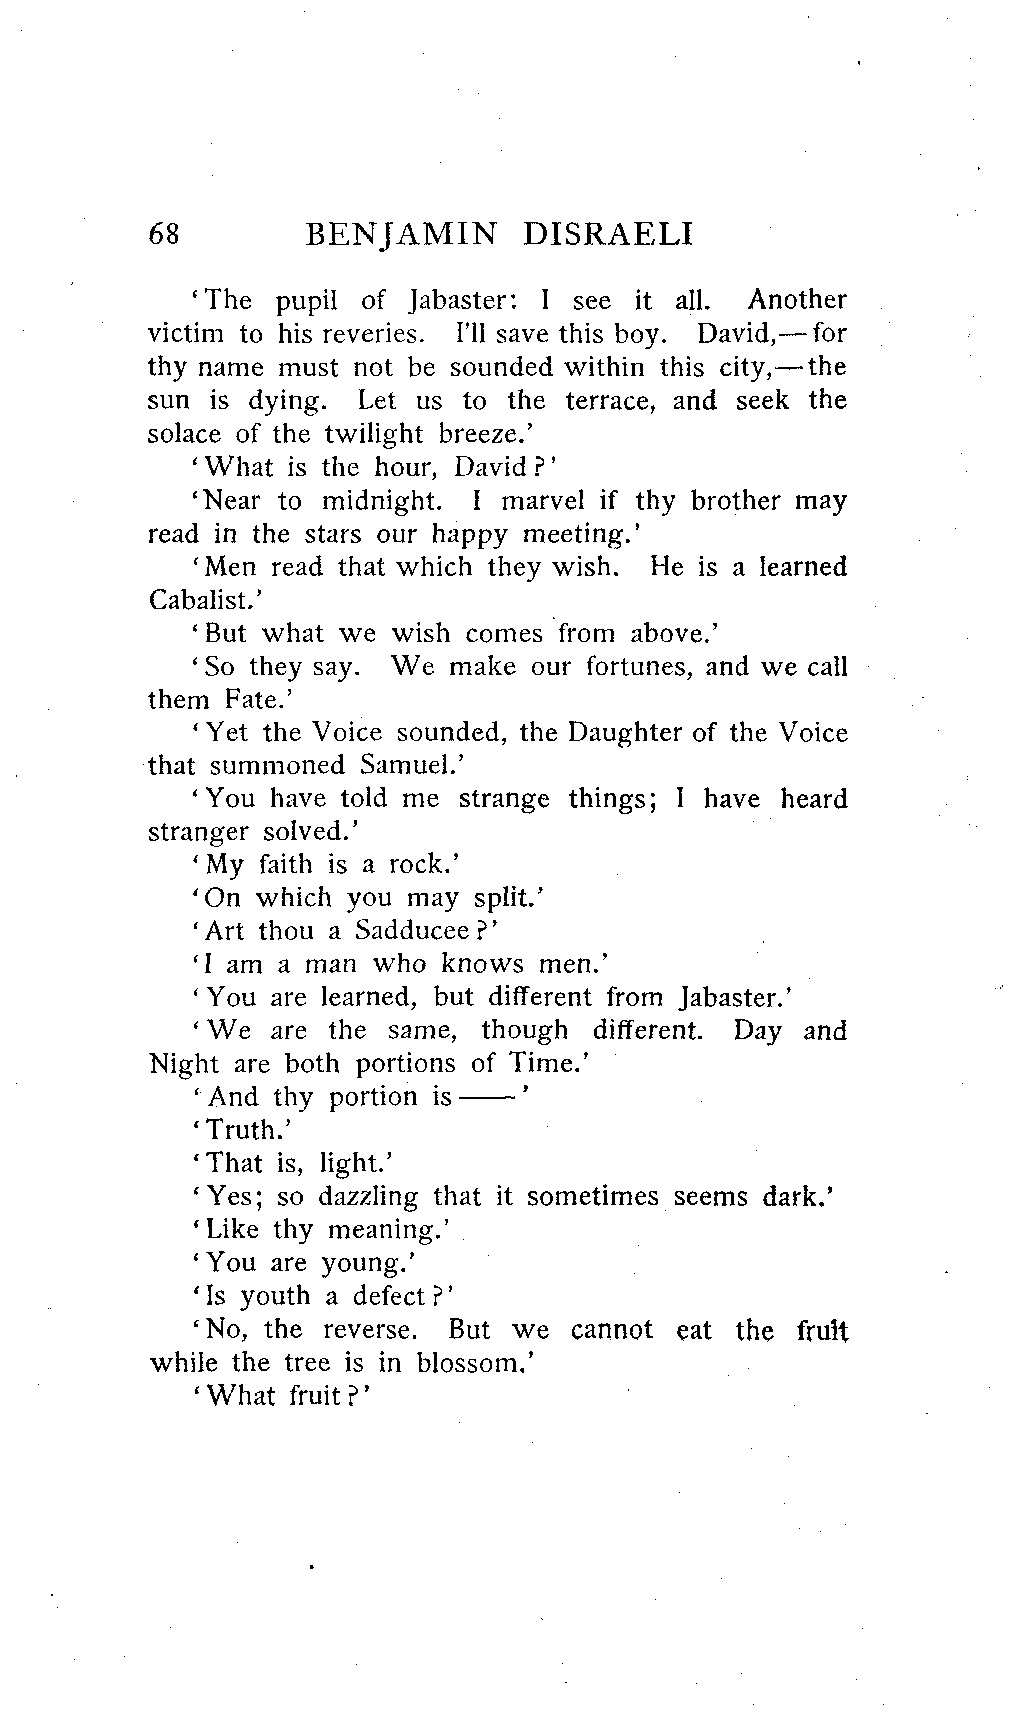 68 BENJAMIN DISRAELI
‘The pupil of Jabaster: I see it all. Another
victim to his reveries. I’ll save this boy. David,—for
thy name must not be sounded within this city,—the
sun is dying. Let us to the terrace, and seek the
solace of the twilight breeze.’
‘What is the hour, David?’
‘Near to midnight. I marvel if thy brother may
read in the stars our happy meeting.’
‘Men read that which they wish. He is a learned
Cabalist.’
‘But what we wish comes from above.’
‘So they say. We make our fortunes, and we call
them Fate.’
‘Yet the Voice sounded, the Daughter of the Voice
that summoned Samuel.’
‘You have told me strange things; I have heard
stranger solved.’
‘My faith is a rock.’
‘On which you may split.’
‘Art thou a Sadducee?’
‘I am a man who knows men.’
‘You are learned, but different from Jabaster.’
‘We are the same, though different. Day and
Night are both portions of Time.’
‘And thy portion is ——’
‘Truth.’
‘That is, light.’
‘Yes; so dazzling that it sometimes seems dark.’
‘Like thy meaning.’
‘You are young.’
‘Is youth a defect?’
‘No, the reverse. But we cannot eat the fruit
while the tree is in blossom.’
‘What fruit?’